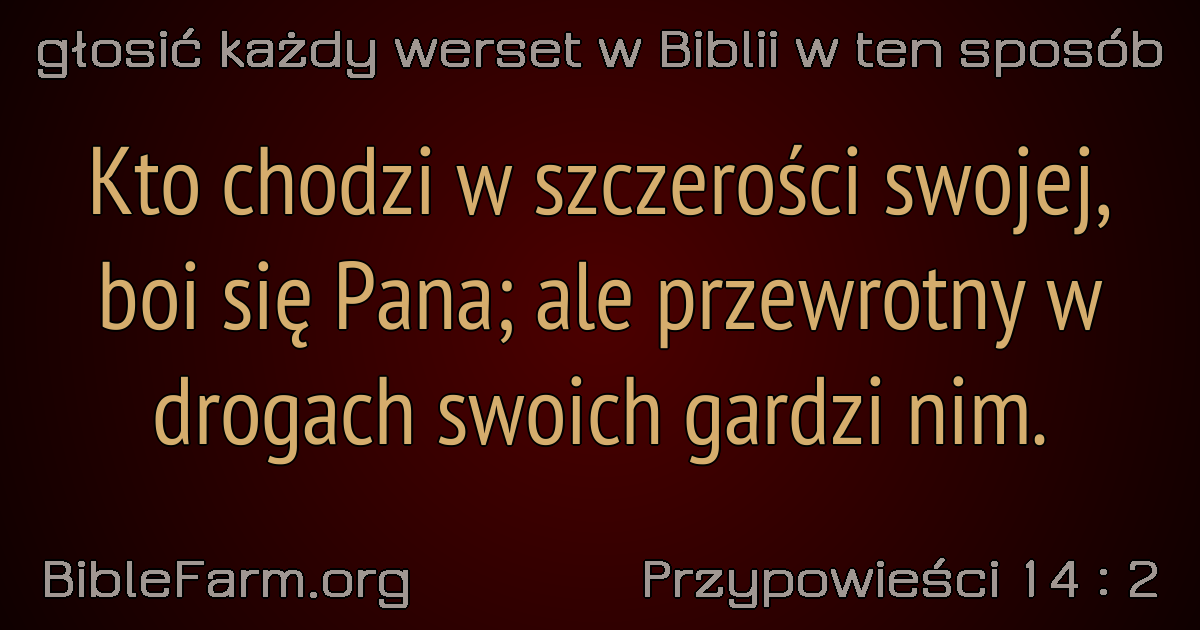 głosić każdy werset w Biblii w ten sposób
Kto chodzi w szczerości swojej,
boi się Pana; ale przewrotny w
drogach swoich gardzi nim.
BibleFarm.org
Przypowieści 14 : 2